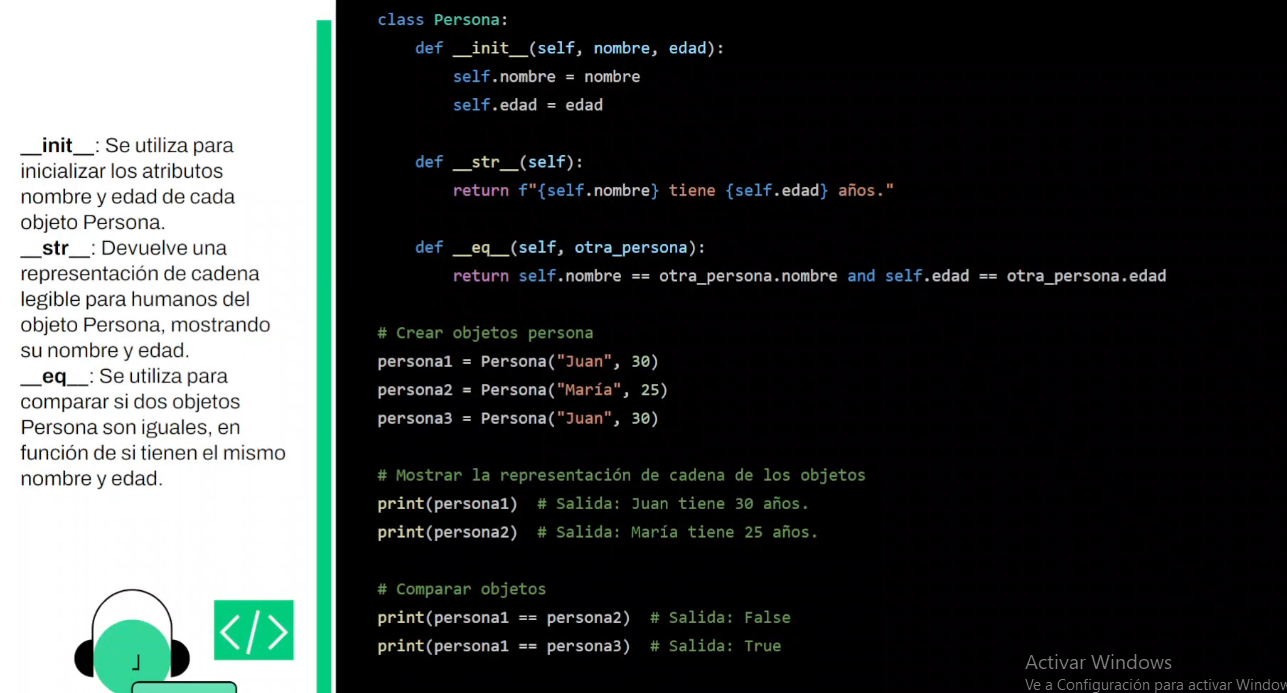 __init__: Se utiliza para
inicializar los atributos
nombre y edad de cada
objeto Persona.
__str__: Devuelve una
representación de cadena
legible para humanos del
objeto Persona, mostrando
su nombre y edad.
__eq__: Se utiliza para
comparar si dos objetos
Persona son iguales, en
función de si tienen el mismo
nombre y edad.
</>
class Persona:
    def __init__(self, nombre, edad):
        self.nombre = nombre
        self.edad = edad
    def __str__(self):
        return f"{self.nombre} tiene {self.edad} años."
    def __eq__(self, otra_persona):
        return self.nombre == otra_persona.nombre and self.edad == otra_persona.edad
# Crear objetos persona
persona1 = Persona("Juan", 30)
persona2 = Persona("María", 25)
persona3 = Persona("Juan", 30)
# Mostrar la representación de cadena de los objetos
print(persona1)  # Salida: Juan tiene 30 años.
print(persona2)  # Salida: María tiene 25 años.
# Comparar objetos
print(persona1 == persona2)  # Salida: False
print(persona1 == persona3)  # Salida: True
Activar Windows
Ve a Configuración para activar Window